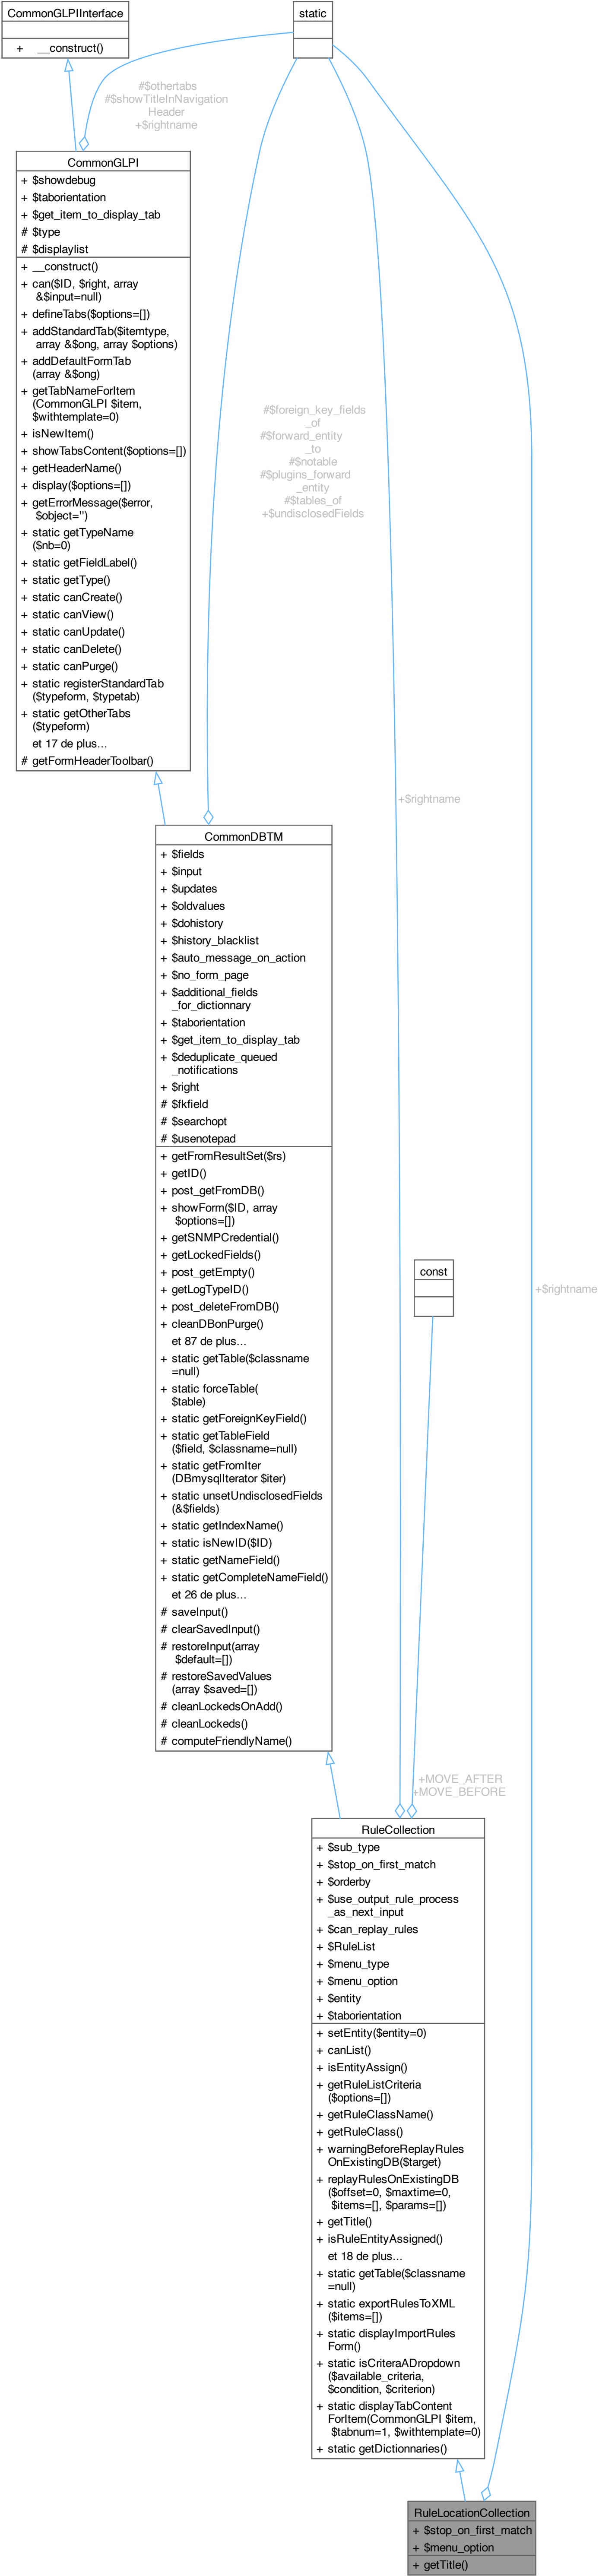 CommonGLPIInterface
+ __construct()
static
#$othertabs
#$showTitleInNavigation
Header
+$rightname
CommonGLPI
+ $showdebug
+ $taborientation
+ $get_item_to_display_tab
# $type
# $displaylist
+ __construct()
+ can($ID, $right, array
&$input=null)
+ defineTabs($options=[])
+ addStandardTab($itemtype,
array &$ong, array $options)
+ addDefaultFormTab
(array &$ong)
+ getTabNameForItem
(CommonGLPI $item,
$withtemplate=0)
+ isNewItem()
+ showTabsContent($options=[])
+ getHeaderName()
+ display($options=[])
+ getErrorMessage($error,
$object='')
+ static getTypeName
($nb=0)
+ static getFieldLabel()
+ static getType()
+ static canCreate()
+ static canView()
+ static canUpdate()
+ static canDelete()
+ static canPurge()
+ static registerStandardTab
($typeform, $typetab)
+ static getOtherTabs
($typeform)
et 17 de plus...
# getFormHeaderToolbar()
#$foreign_key_fields
_of
#$forward_entity
_to
#$notable
#$plugins_forward
_entity
#$tables_of
+$undisclosedFields
+$rightname
CommonDBTM
+ $fields
+ $input
+ $updates
+ $oldvalues
+ $dohistory
+ $history_blacklist
+ $auto_message_on_action
+ $no_form_page
+ $additional_fields
_for_dictionnary
+ $taborientation
+ $get_item_to_display_tab
+ $deduplicate_queued
_notifications
+ $right
# $fkfield
# $searchopt
# $usenotepad
+ getFromResultSet($rs)
+ getID()
+ post_getFromDB()
+ showForm($ID, array
$options=[])
+ getSNMPCredential()
+ getLockedFields()
+ post_getEmpty()
+ getLogTypeID()
+ post_deleteFromDB()
+ cleanDBonPurge()
et 87 de plus...
+ static getTable($classname
=null)
+ static forceTable(
$table)
+ static getForeignKeyField()
+ static getTableField
($field, $classname=null)
+ static getFromIter
(DBmysqlIterator $iter)
+ static unsetUndisclosedFields
(&$fields)
+ static getIndexName()
+ static isNewID($ID)
+ static getNameField()
+ static getCompleteNameField()
et 26 de plus...
# saveInput()
# clearSavedInput()
# restoreInput(array
$default=[])
# restoreSavedValues
(array $saved=[])
# cleanLockedsOnAdd()
# cleanLockeds()
# computeFriendlyName()
const
+$rightname
+MOVE_AFTER
+MOVE_BEFORE
RuleCollection
+ $sub_type
+ $stop_on_first_match
+ $orderby
+ $use_output_rule_process
_as_next_input
+ $can_replay_rules
+ $RuleList
+ $menu_type
+ $menu_option
+ $entity
+ $taborientation
+ setEntity($entity=0)
+ canList()
+ isEntityAssign()
+ getRuleListCriteria
($options=[])
+ getRuleClassName()
+ getRuleClass()
+ warningBeforeReplayRules
OnExistingDB($target)
+ replayRulesOnExistingDB
($offset=0, $maxtime=0,
$items=[], $params=[])
+ getTitle()
+ isRuleEntityAssigned()
et 18 de plus...
+ static getTable($classname
=null)
+ static exportRulesToXML
($items=[])
+ static displayImportRules
Form()
+ static isCriteraADropdown
($available_criteria,
$condition, $criterion)
+ static displayTabContent
ForItem(CommonGLPI $item,
$tabnum=1, $withtemplate=0)
+ static getDictionnaries()
RuleLocationCollection
+ $stop_on_first_match
+ $menu_option
+ getTitle()